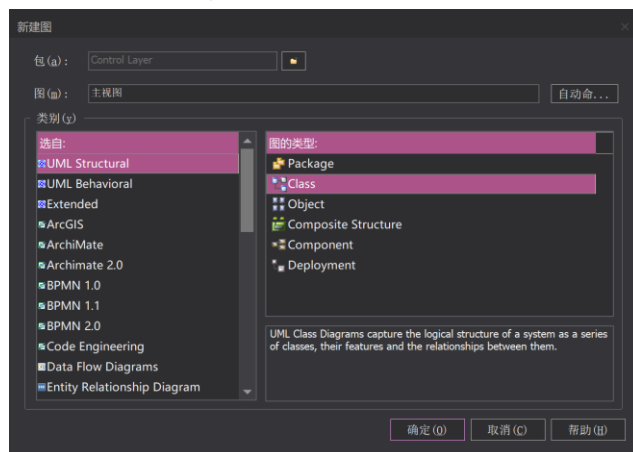 新建图
包(a): Control Layer
图(m): 主视图 自动命...
类别(y)
选自:
UML Structural
UML Behavioral
Extended
ArcGIS
ArchiMate
Archimate 2.0
BPMN 1.0
BPMN 1.1
BPMN 2.0
Code Engineering
Data Flow Diagrams
Entity Relationship Diagram
图的类型:
Package
Class
Object
Composite Structure
Component
Deployment
UML Class Diagrams capture the logical structure of a system as a series
of classes, their features and the relationships between them.
确定(O) 取消(C) 帮助(H)